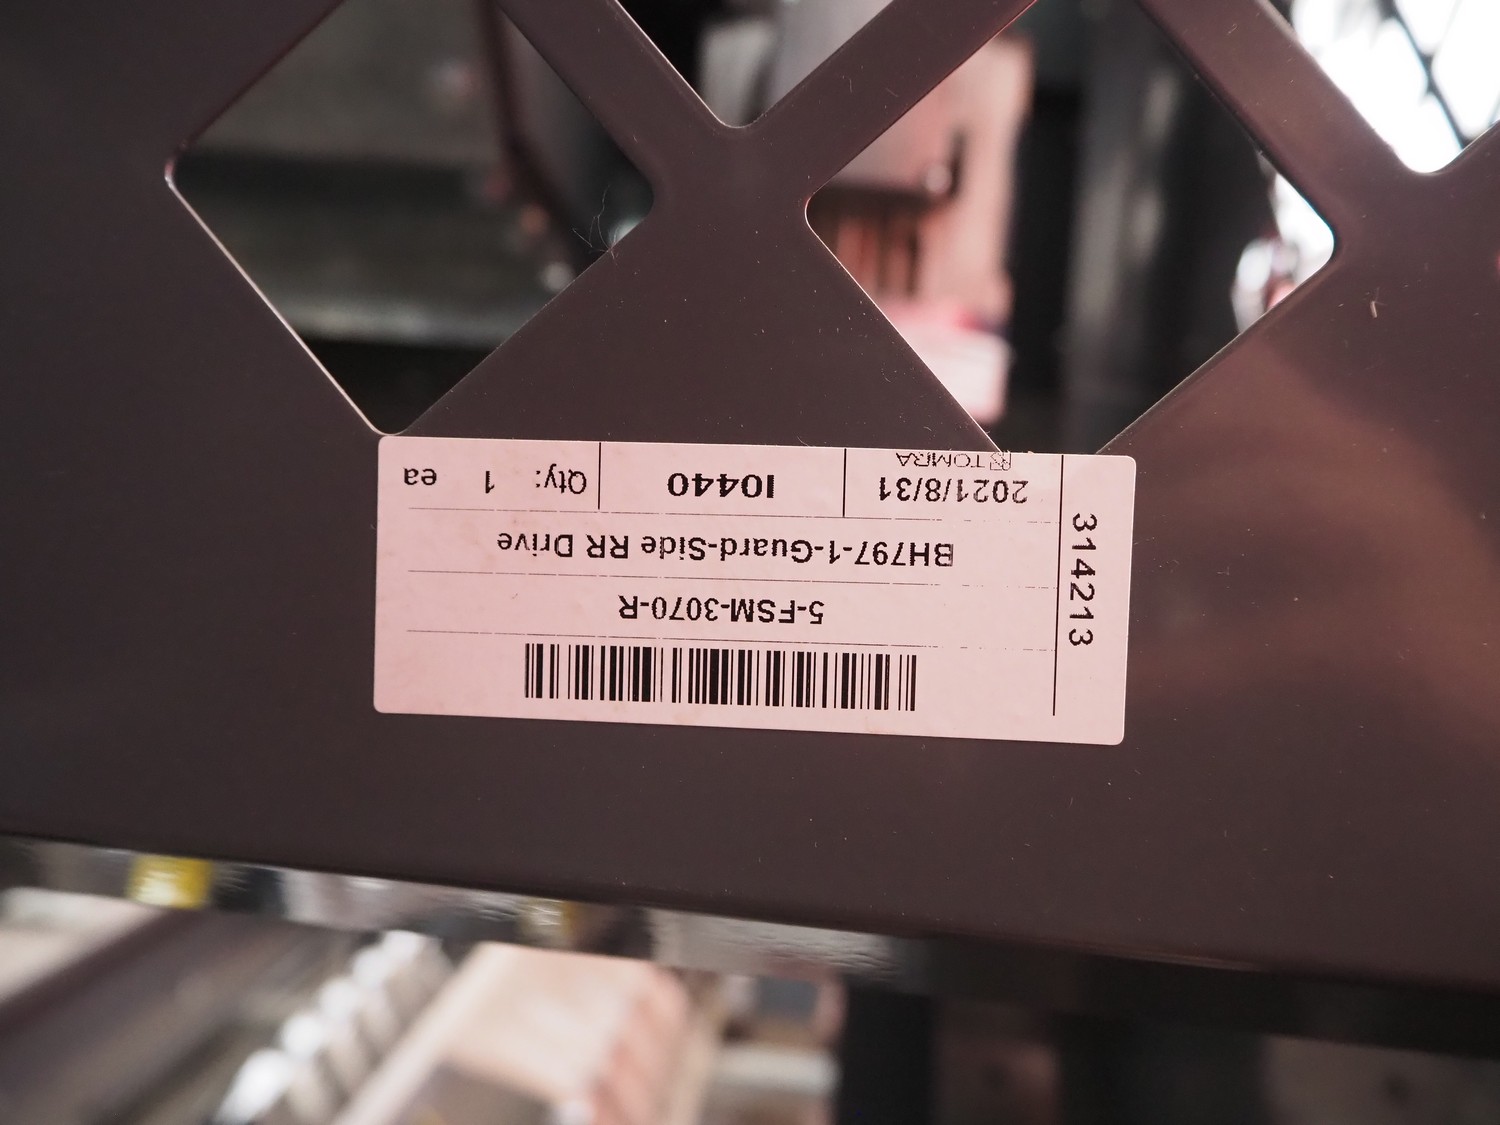 5-FSM-3070-R
BH797-1-Guard-Side RR Drive
2021/8/31
I0440
Qty: 1 ea
TOMRA
314213